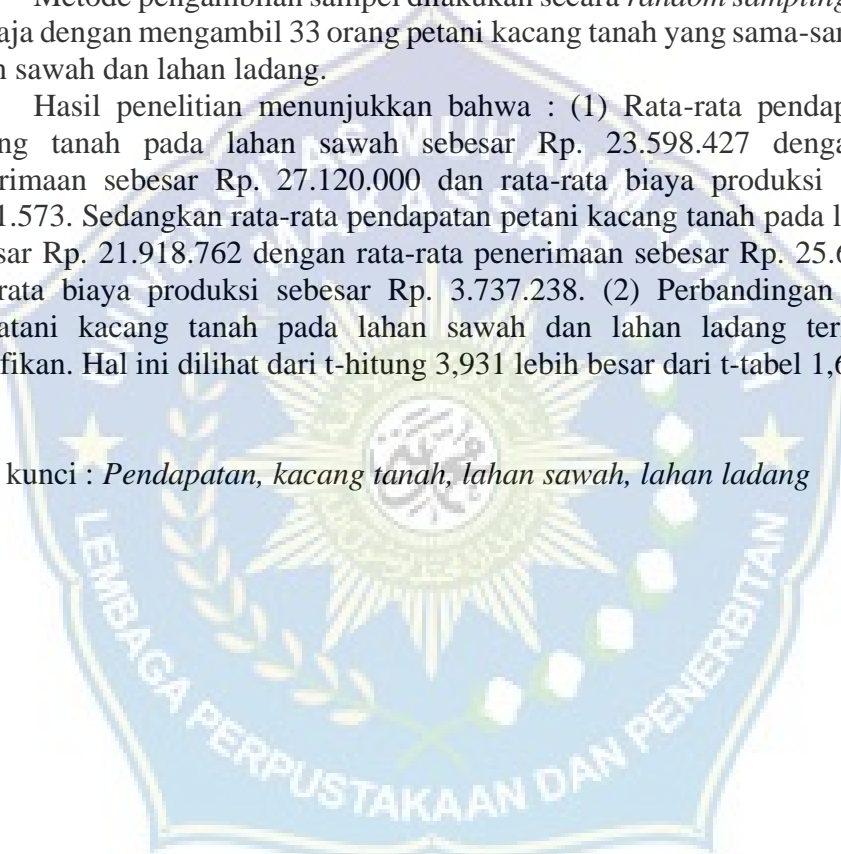 Metode pengambilan sampel dilakukan secara random sampling
aja dengan mengambil 33 orang petani kacang tanah yang sama-sar
n sawah dan lahan ladang.
Hasil penelitian menunjukkan bahwa : (1) Rata-rata pendap
ng tanah pada lahan sawah sebesar Rp. 23.598.427 denga
rimaan sebesar Rp. 27.120.000 dan rata-rata biaya produksi
1.573. Sedangkan rata-rata pendapatan petani kacang tanah pada l
sar Rp. 21.918.762 dengan rata-rata penerimaan sebesar Rp. 25.6
rata biaya produksi sebesar Rp. 3.737.238. (2) Perbandingan
atani kacang tanah pada lahan sawah dan lahan ladang ter
fikan. Hal ini dilihat dari t-hitung 3,931 lebih besar dari t-tabel 1,6
kunci : Pendapatan, kacang tanah, lahan sawah, lahan ladang
UNIVERSITAS MUHAMMADIYAH
MAKASSAR
LEMBAGA PERPUSTAKAAN DAN PENERBITAN